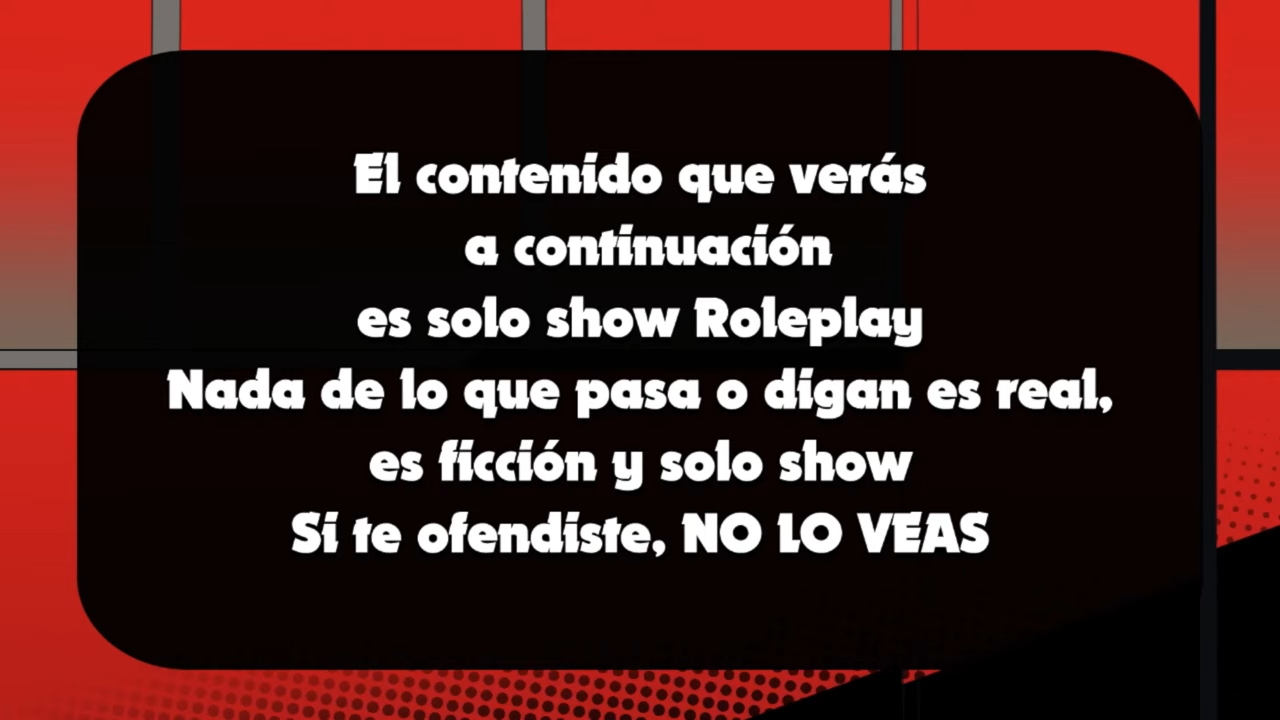 El contenido que verás
a continuación
es solo show Roleplay
Nada de lo que pasa o digan es real,
es ficción y solo show
Si te ofendiste, NO LO VEAS